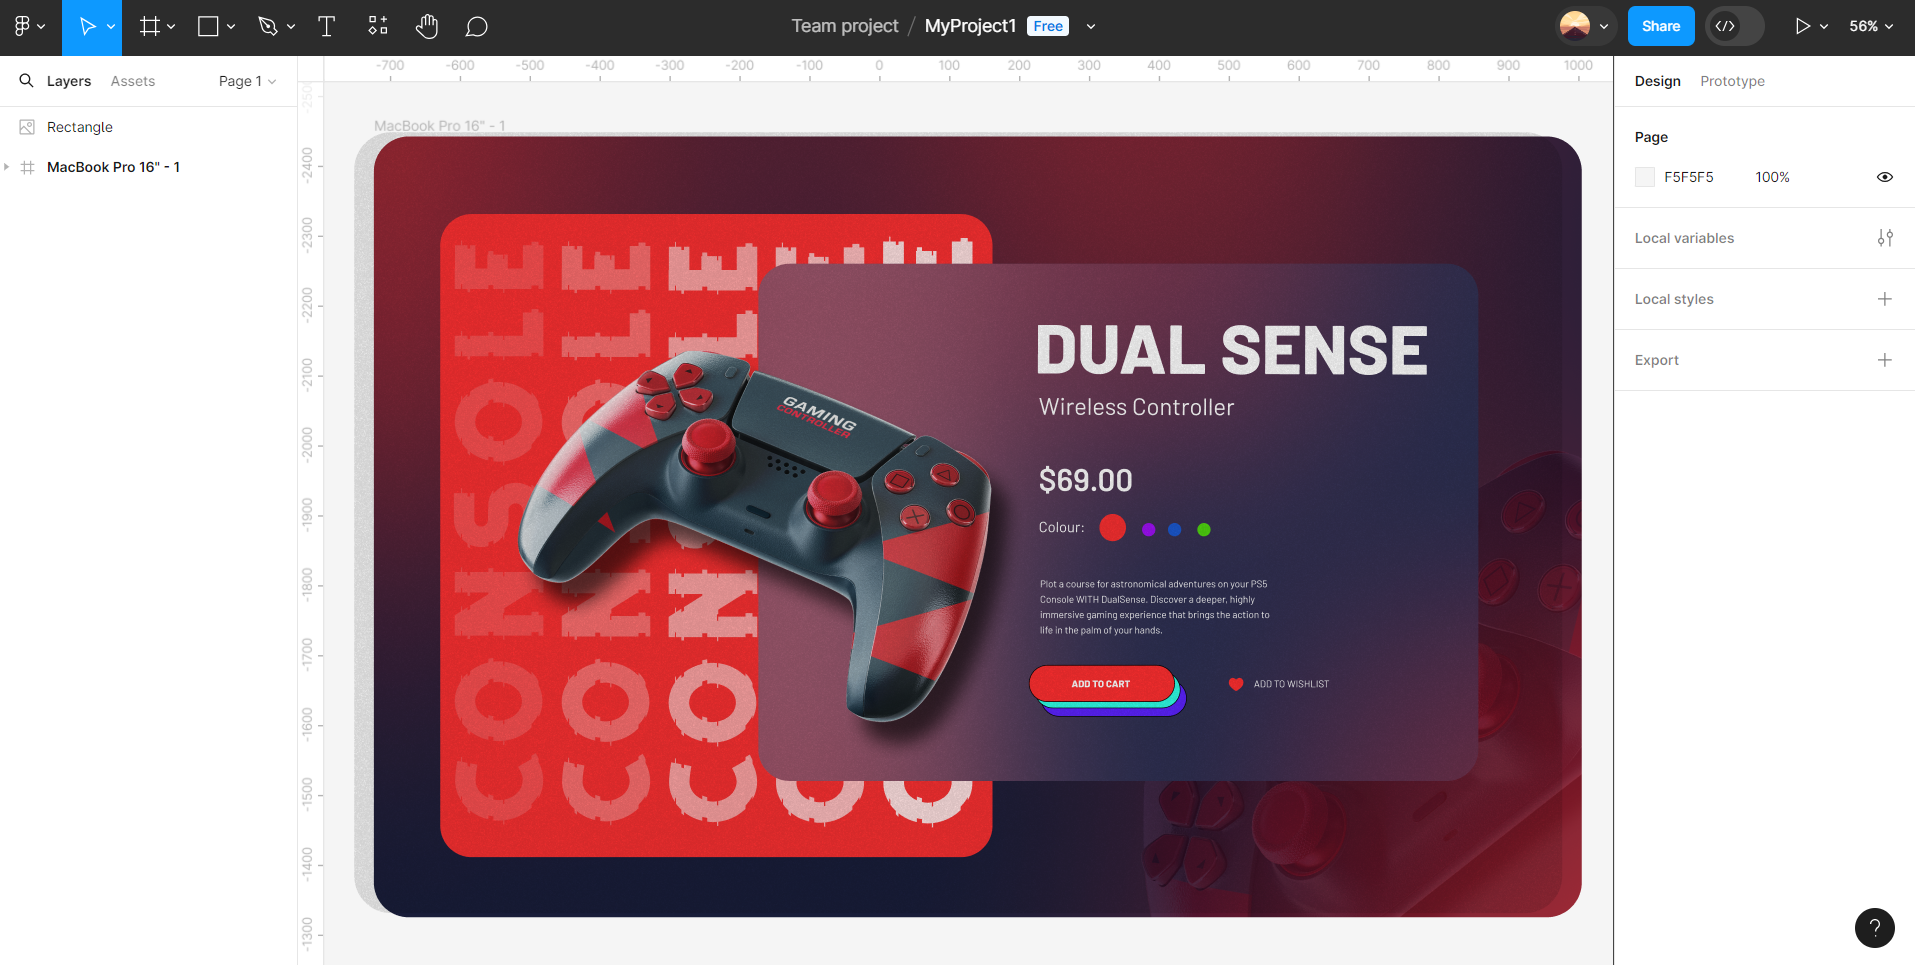 Team project / MyProject1 Free
Share
56%
Layers Assets Page 1
Rectangle
MacBook Pro 16" - 1
-700 -600 -500 -400 -300 -200 -100 0 100 200 300 400 500 600 700 800 900 1000
-2500
-2400
-2300
-2200
-2100
-2000
-1900
-1800
-1700
-1600
-1500
-1400
-1300
MacBook Pro 16" - 1
CONSOLE
CONSOLE
CONSOLE
GAMING
CONTROLLER
DUAL SENSE
Wireless Controller
$69.00
Colour:
Plot a course for astronomical adventures on your PS5
Console WITH DualSense. Discover a deeper, highly
immersive gaming experience that brings the action to
life in the palm of your hands.
ADD TO CART
ADD TO WISHLIST
Design Prototype
Page
F5F5F5 100%
Local variables
Local styles
Export
?